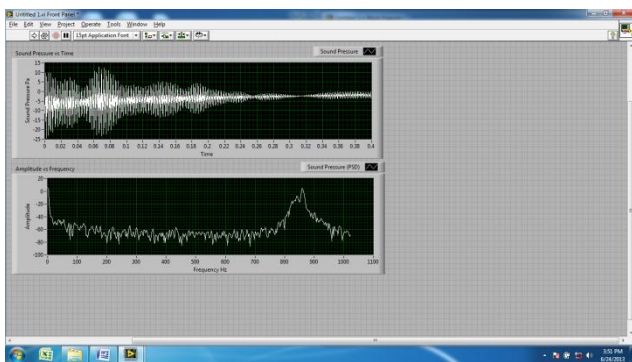 Untitled 1.vi Front Panel *
File Edit View Project Operate Tools Window Help
15pt Application Font
Sound Pressure vs Time
Sound Pressure
Sound Pressure Pa
15
10
5
0
-5
-10
-15
-20
-25
0 0.02 0.04 0.06 0.08 0.1 0.12 0.14 0.16 0.18 0.2 0.22 0.24 0.26 0.28 0.3 0.32 0.34 0.36 0.38 0.4
Time
Amplitude vs Frequency
Sound Pressure (PSD)
Amplitude
20
0
-20
-40
-60
-80
-100
0 100 200 300 400 500 600 700 800 900 1000 1100
Frequency Hz
3:51 PM
6/24/2013